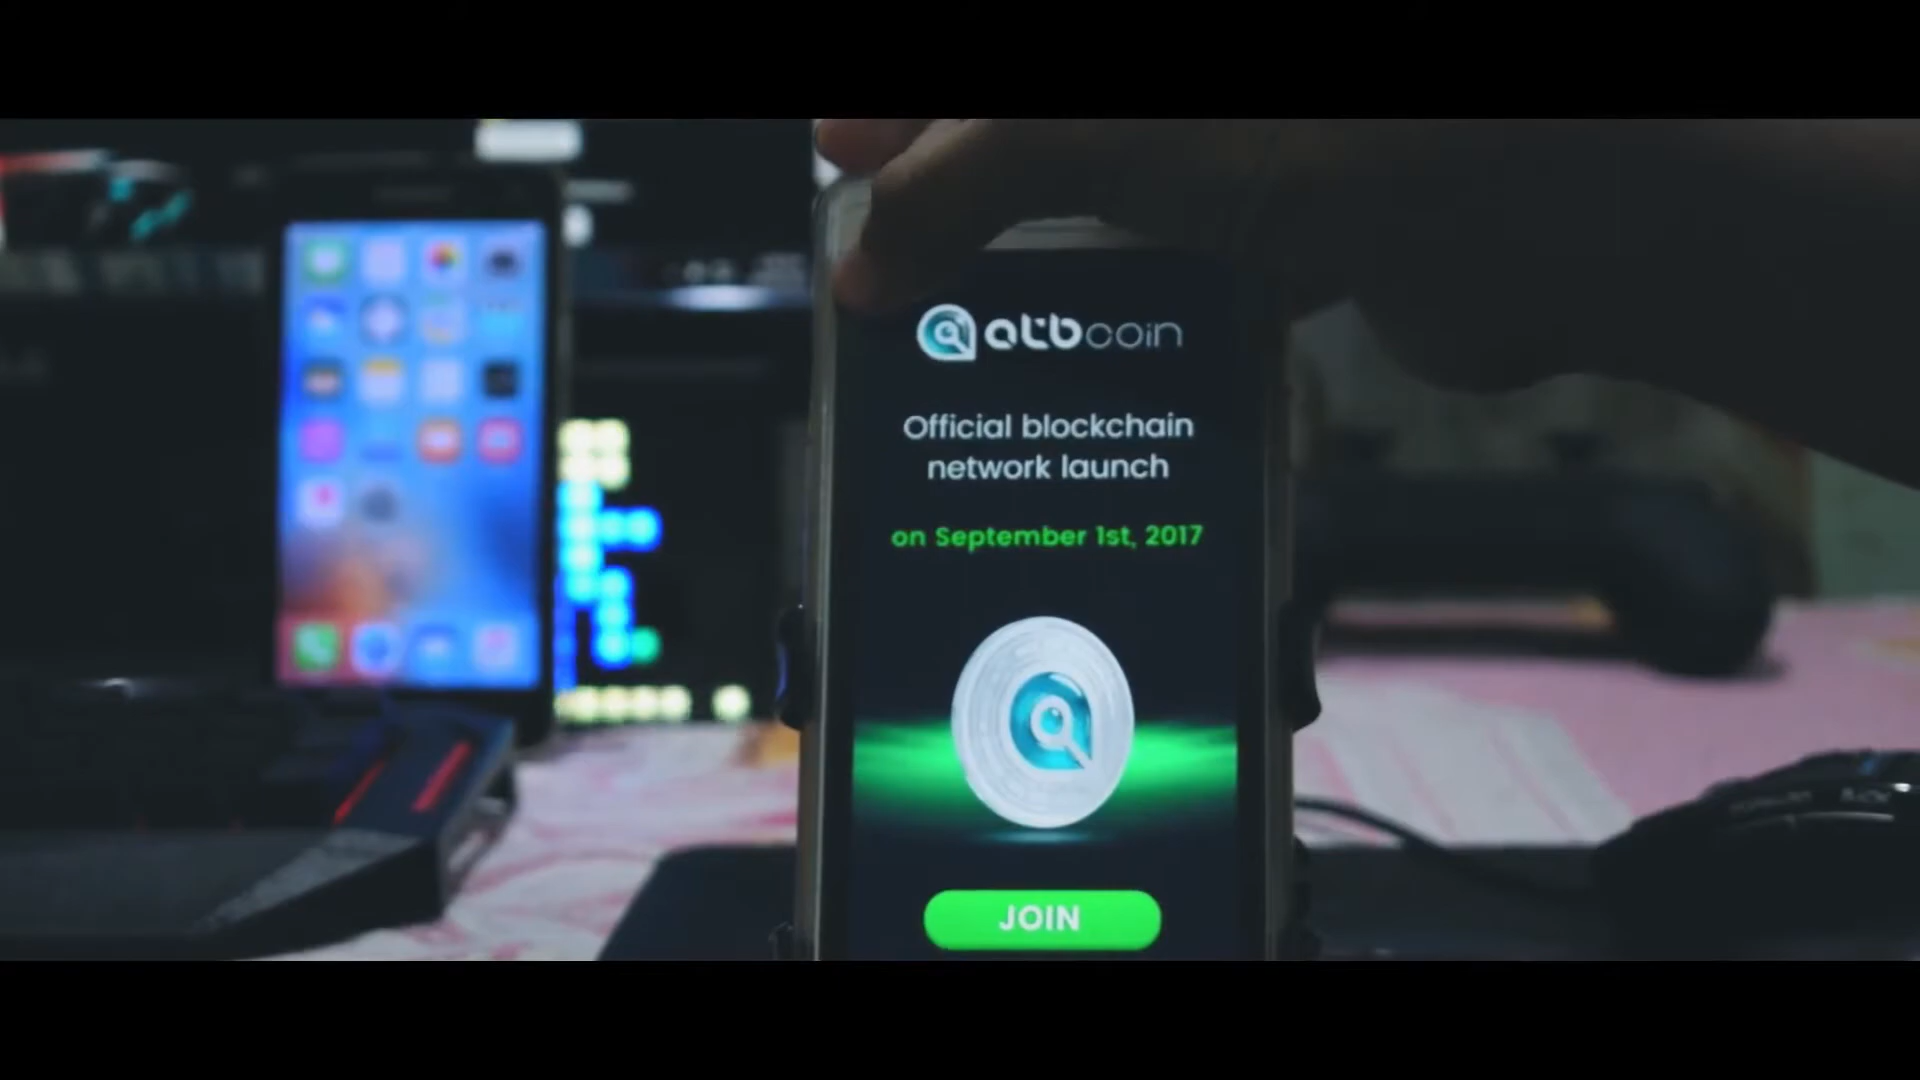 atbcoin
Official blockchain
network launch
on September 1st, 2017
JOIN